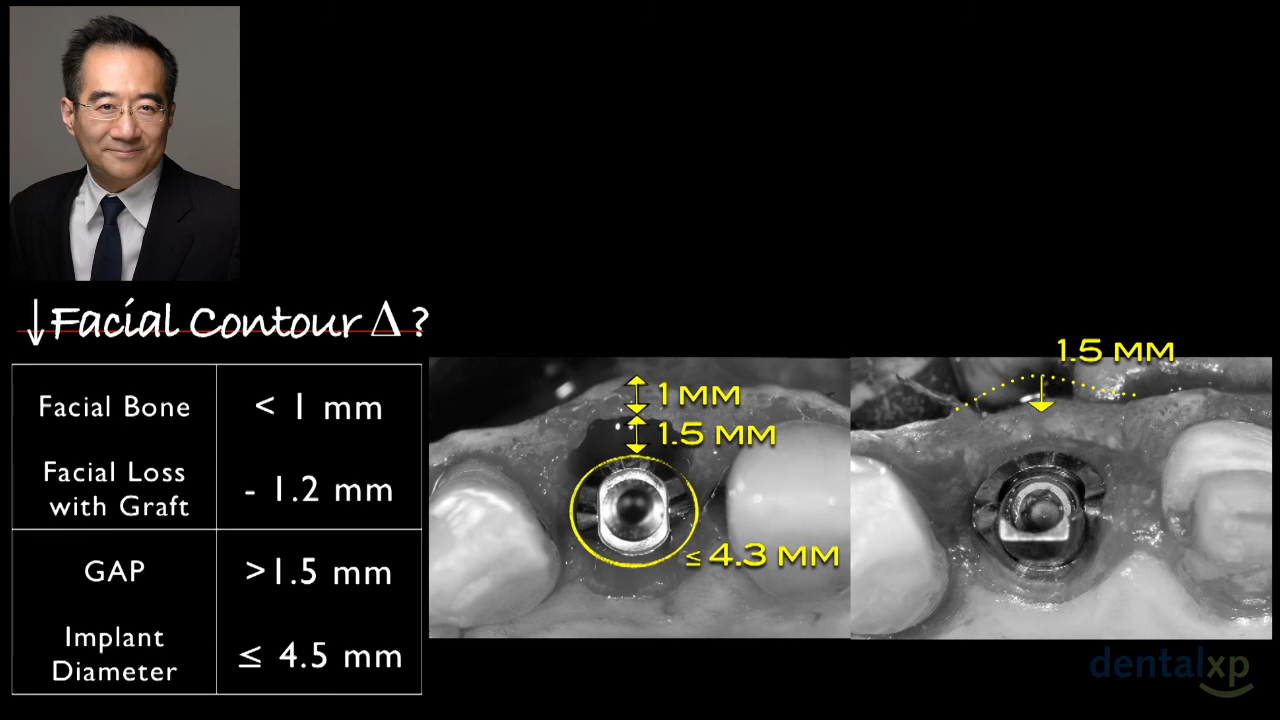 ↓Facial Contour Δ ?
Facial Bone
< 1 mm
Facial Loss
with Graft
- 1.2 mm
GAP
>1.5 mm
Implant
Diameter
≤ 4.5 mm
1 MM
1.5 MM
≤ 4.3 MM
1.5 MM
dentalxp